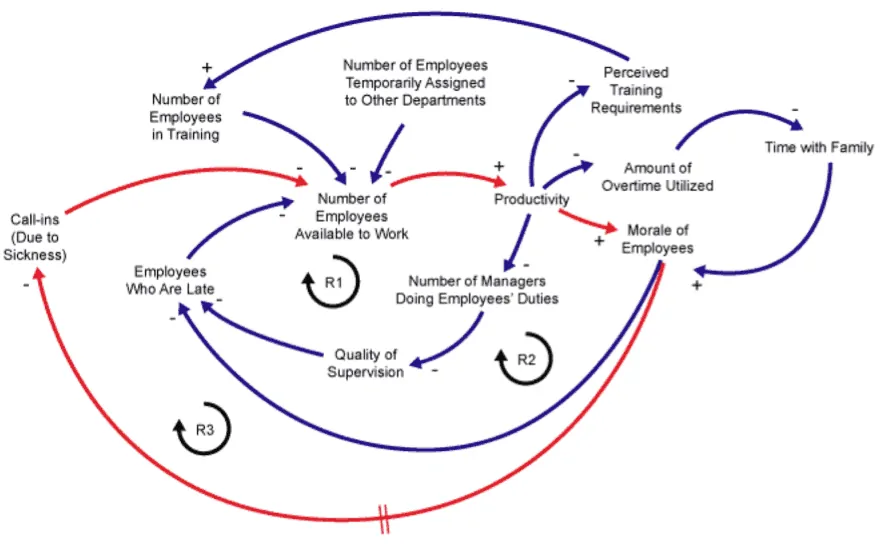 Number of Employees
Temporarily Assigned
to Other Departments
+
Number of
Employees
in Training
-
Perceived
Training
Requirements
-
Time with Family
-
Amount of
Overtime Utilized
-
-
-
+
Number of
Employees
Available to Work
Productivity
-
Call-ins
(Due to
Sickness)
-
+
Morale of
Employees
+
Employees
Who Are Late
-
-
R1
-
Number of Managers
Doing Employees' Duties
Quality of
Supervision
-
R2
R3